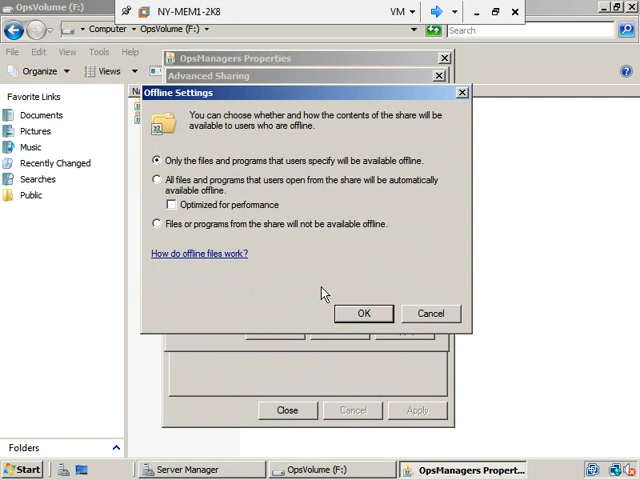 OpsVolume (F:)
NY-MEM1-2K8
VM
Computer
OpsVolume (F:)
Search
File
Edit
View
Tools
Help
Organize
Views
Favorite Links
Documents
Pictures
Music
Recently Changed
Searches
Public
Folders
Na
OpsManagers Properties
Advanced Sharing
Offline Settings
You can choose whether and how the contents of the share will be
available to users who are offline.
Only the files and programs that users specify will be available offline.
All files and programs that users open from the share will be automatically
available offline.
Optimized for performance
Files or programs from the share will not be available offline.
How do offline files work?
OK
Cancel
Close
Cancel
Apply
Start
Server Manager
OpsVolume (F:)
OpsManagers Propert...